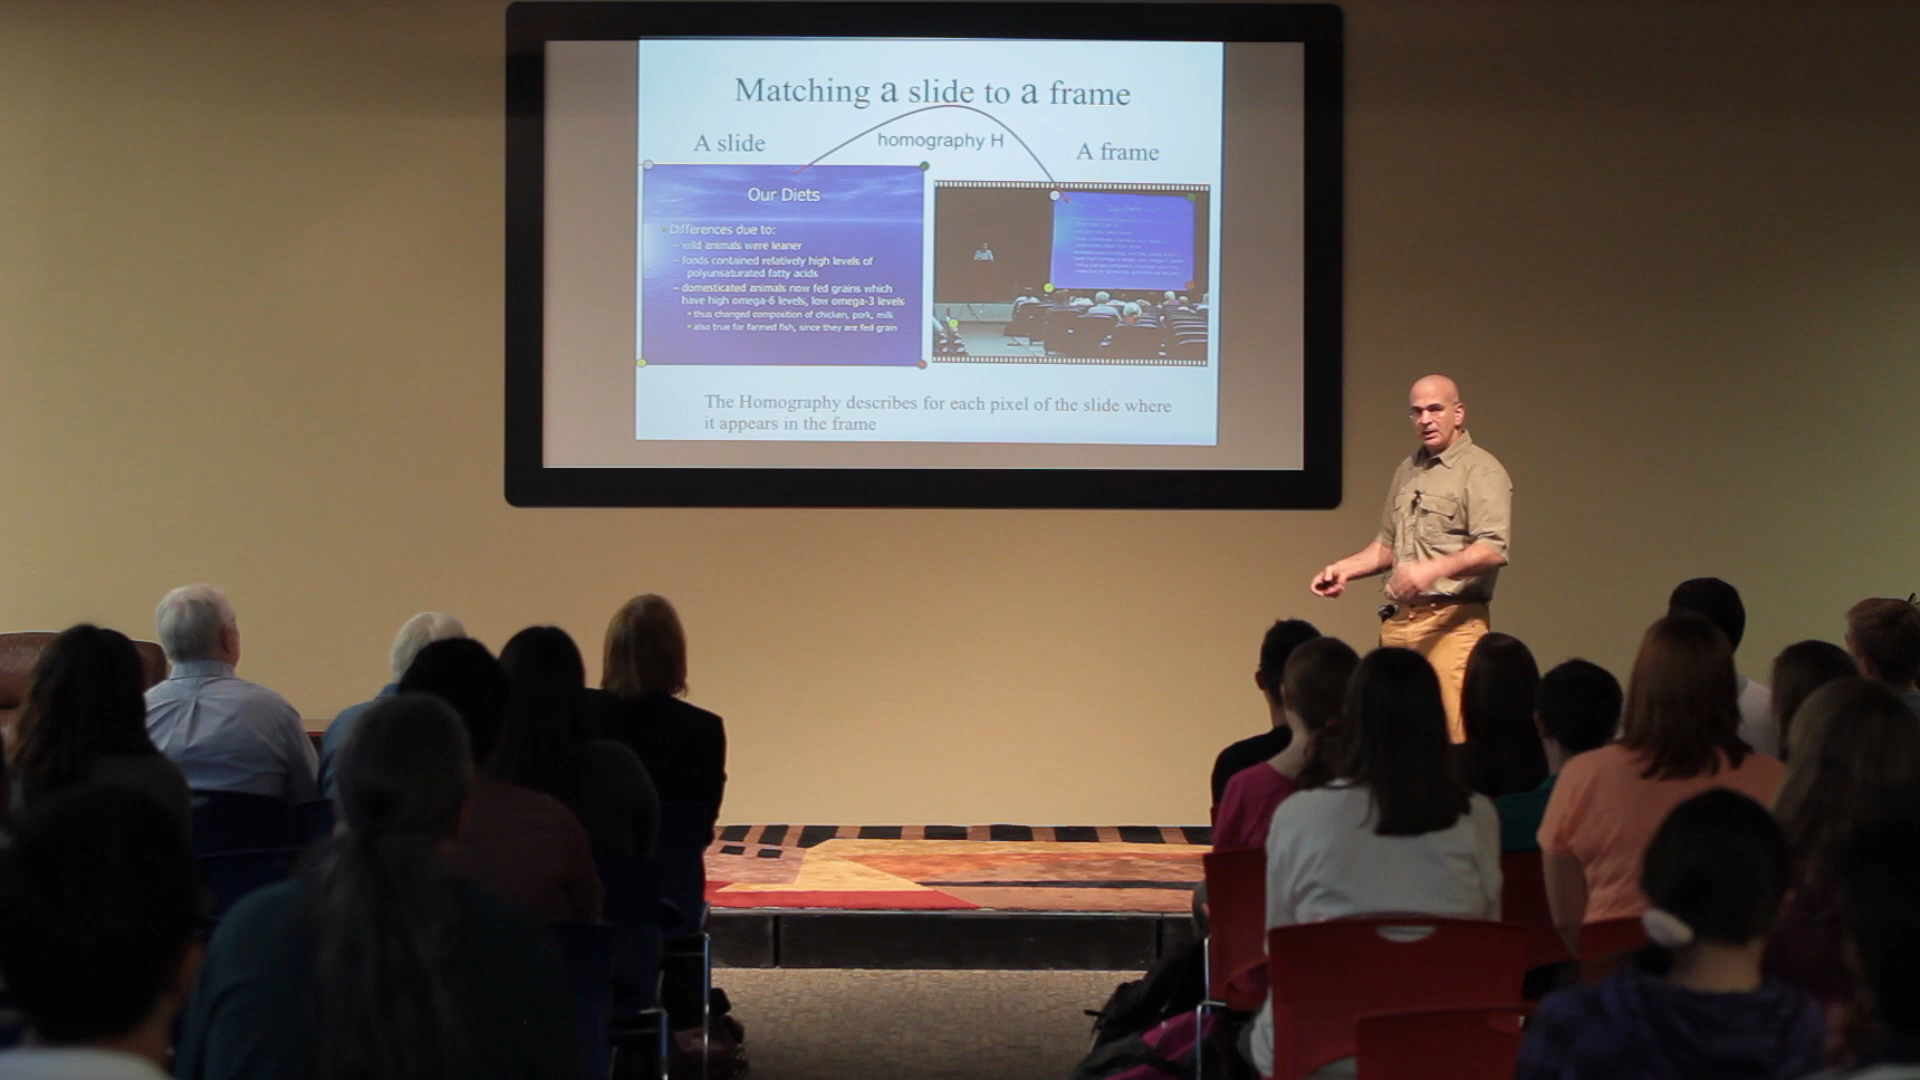 Matching a slide to a frame
A slide
homography H
A frame
Our Diets
Differences due to:
– wild animals were leaner
– foods contained relatively high levels of
polyunsaturated fatty acids
– domesticated animals now fed grains which
have high omega-6 levels, low omega-3 levels
• thus changed composition of chicken, pork, milk
• also true for farmed fish, since they are fed grain
The Homography describes for each pixel of the slide where
it appears in the frame